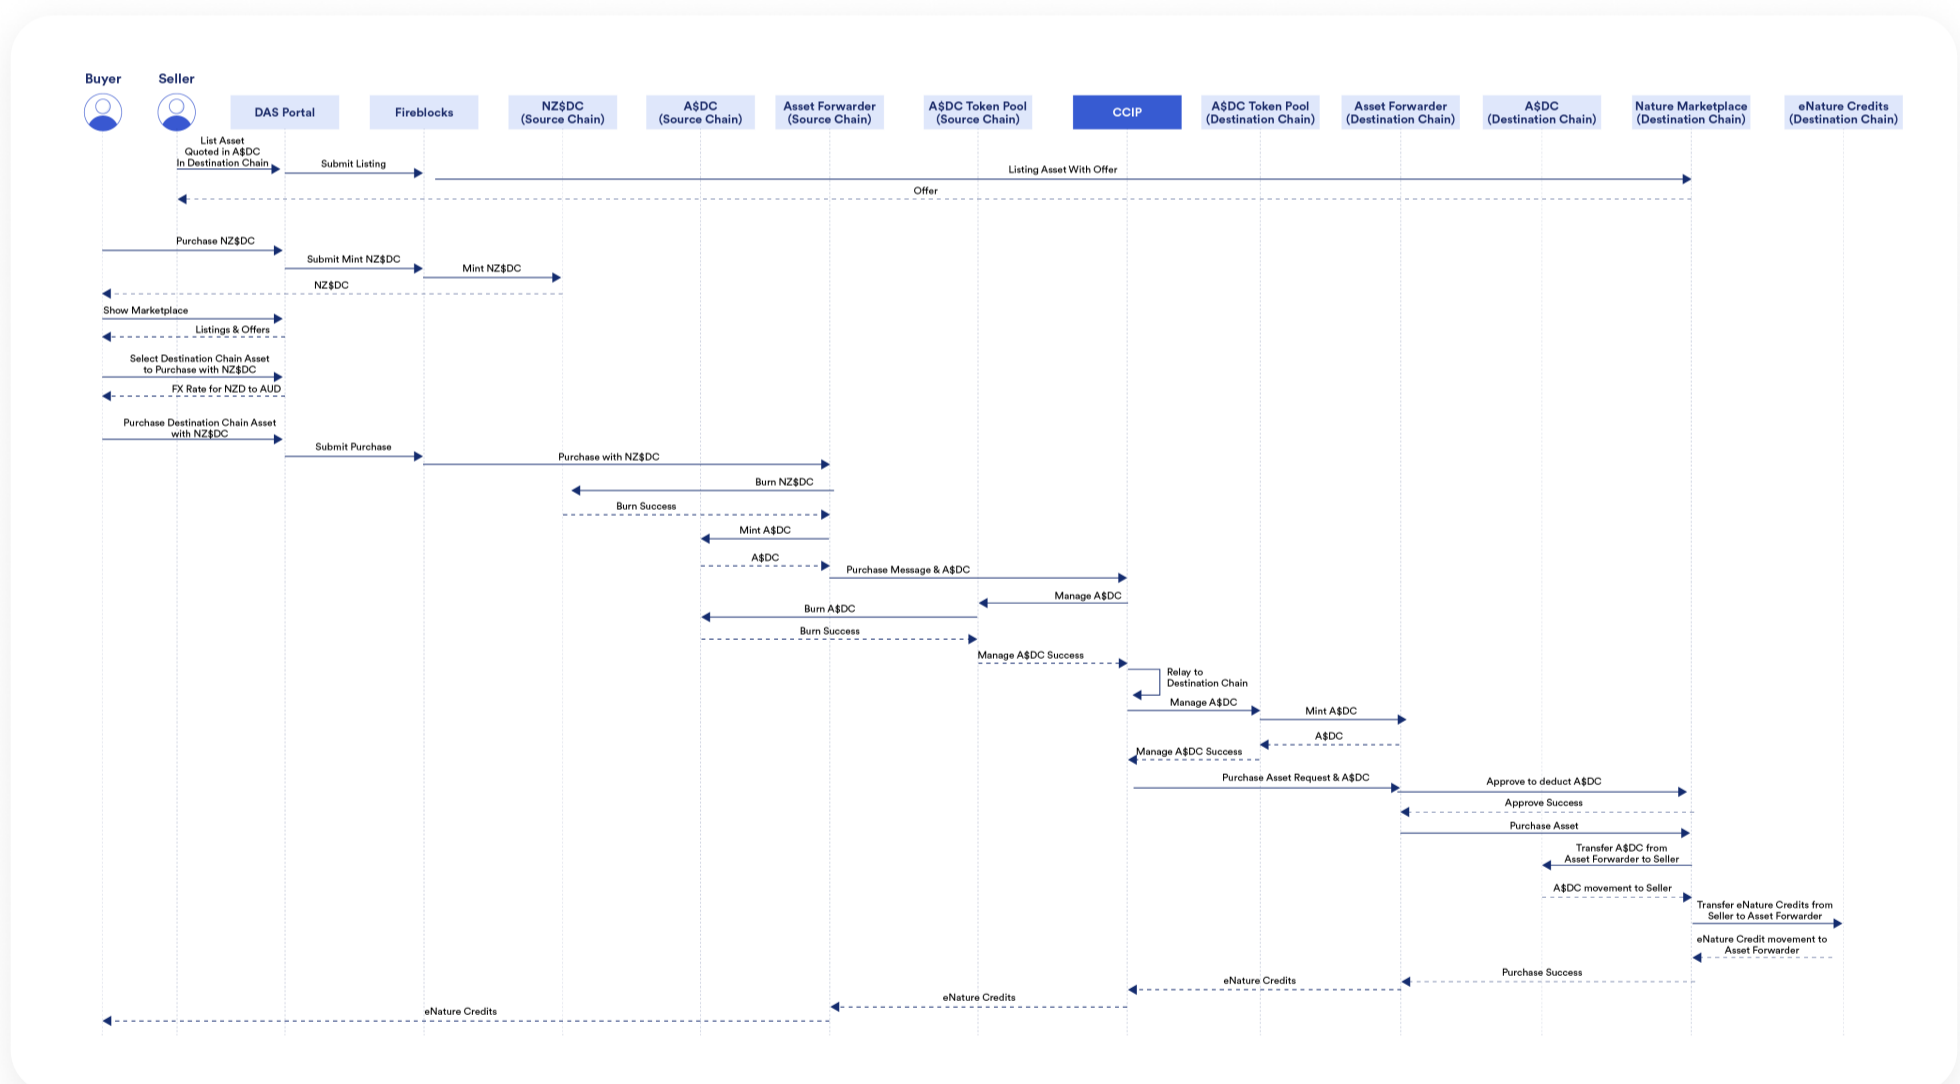 Buyer
Seller
DAS Portal
Fireblocks
NZ$DC
(Source Chain)
A$DC
(Source Chain)
Asset Forwarder
(Source Chain)
A$DC Token Pool
(Source Chain)
CCIP
A$DC Token Pool
(Destination Chain)
Asset Forwarder
(Destination Chain)
A$DC
(Destination Chain)
Nature Marketplace
(Destination Chain)
eNature Credits
(Destination Chain)
List Asset
Quoted in A$DC
In Destination Chain
Submit Listing
Listing Asset With Offer
Offer
Purchase NZ$DC
Submit Mint NZ$DC
Mint NZ$DC
NZ$DC
Show Marketplace
Listings & Offers
Select Destination Chain Asset
to Purchase with NZ$DC
FX Rate for NZD to AUD
Purchase Destination Chain Asset
with NZ$DC
Submit Purchase
Purchase with NZ$DC
Burn NZ$DC
Burn Success
Mint A$DC
A$DC
Purchase Message & A$DC
Manage A$DC
Burn A$DC
Burn Success
Manage A$DC Success
Relay to
Destination Chain
Manage A$DC
Mint A$DC
A$DC
Manage A$DC Success
Purchase Asset Request & A$DC
Approve to deduct A$DC
Approve Success
Purchase Asset
Transfer A$DC from
Asset Forwarder to Seller
A$DC movement to Seller
Transfer eNature Credits from
Seller to Asset Forwarder
eNature Credit movement to
Asset Forwarder
Purchase Success
eNature Credits
eNature Credits
eNature Credits